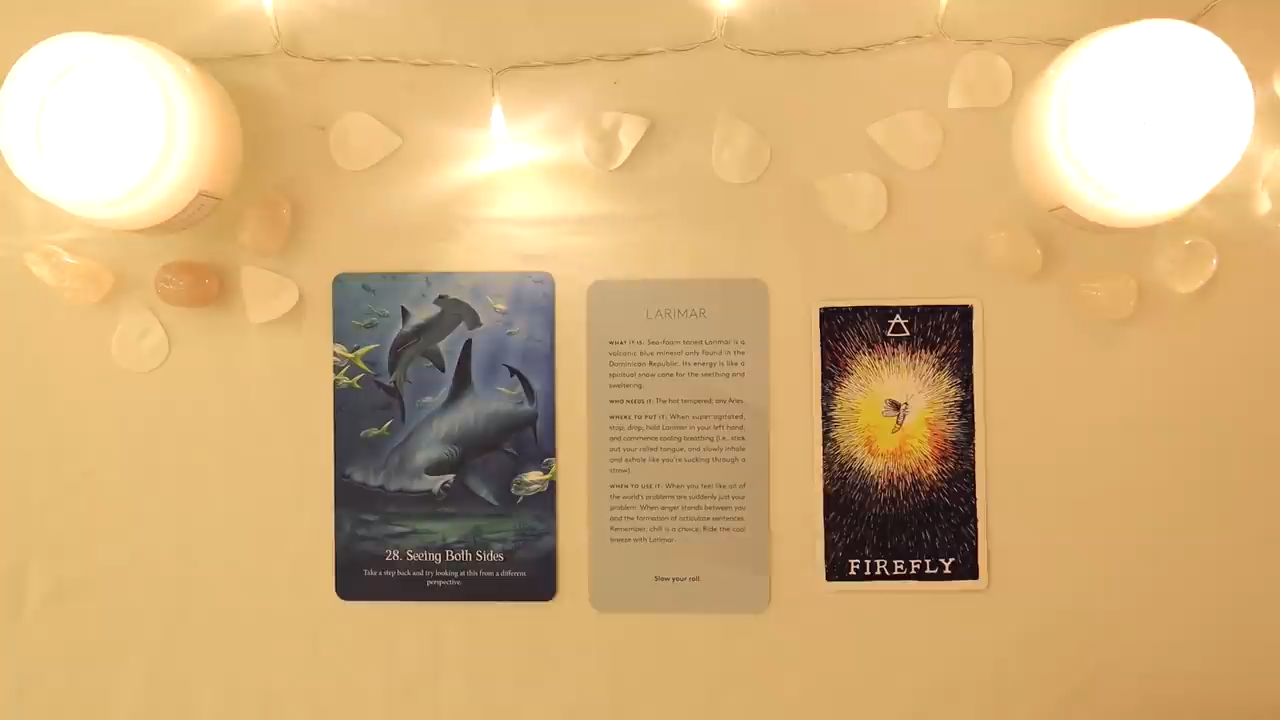 28. Seeing Both Sides
Take a step back and try looking at this from a different
perspective.
LARIMAR
WHAT IT IS: Sea-foam toned Larimar is a
volcanic blue mineral only found in the
Dominican Republic. Its energy is like a
spiritual snow cone for the seething and
sweltering.
WHO NEEDS IT: The hot tempered; any Aries.
WHERE TO PUT IT: When super agitated,
stop, drop, hold Larimar in your left hand,
and commence cooling breathing (i.e., stick
out your rolled tongue, and slowly inhale
and exhale like you're sucking through a
straw).
WHEN TO USE IT: When you feel like all of
the world's problems are suddenly just your
problem. When anger stands between you
and the formation of articulate sentences.
Remember: chill is a choice. Ride the cool
breeze with Larimar.
Slow your roll.
FIREFLY